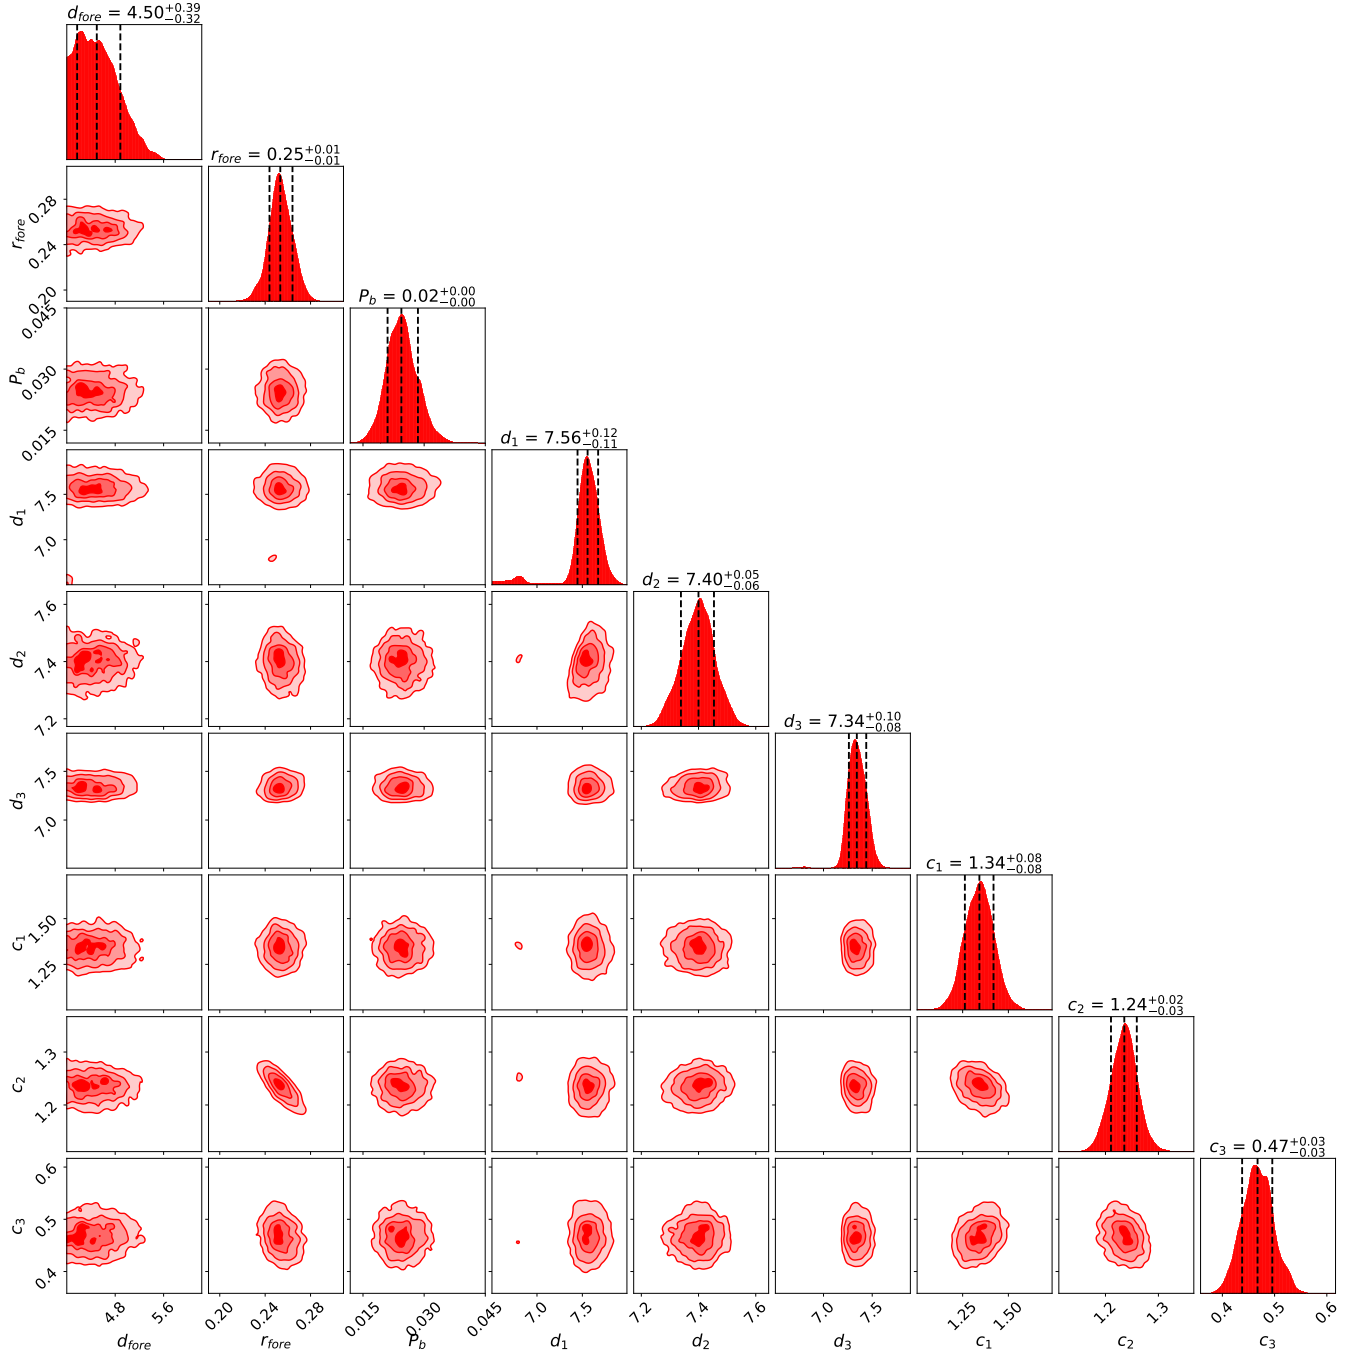 d_fore = 4.50 +0.39 −0.32
r_fore = 0.25 +0.01 −0.01
0.28
0.24
0.20
r_fore
P_b = 0.02 +0.00 −0.00
0.045
0.030
0.015
P_b
d_1 = 7.56 +0.12 −0.11
7.5
7.0
d_1
d_2 = 7.40 +0.05 −0.06
7.6
7.4
7.2
d_2
d_3 = 7.34 +0.10 −0.08
7.5
7.0
d_3
c_1 = 1.34 +0.08 −0.08
1.50
1.25
c_1
c_2 = 1.24 +0.02 −0.03
1.3
1.2
c_2
c_3 = 0.47 +0.03 −0.03
0.6
0.5
0.4
c_3
4.8 5.6 0.20 0.24 0.28 0.015 0.030 0.045 7.0 7.5 7.2 7.4 7.6 7.0 7.5 1.25 1.50 1.2 1.3 0.4 0.5 0.6
d_fore r_fore P_b d_1 d_2 d_3 c_1 c_2 c_3